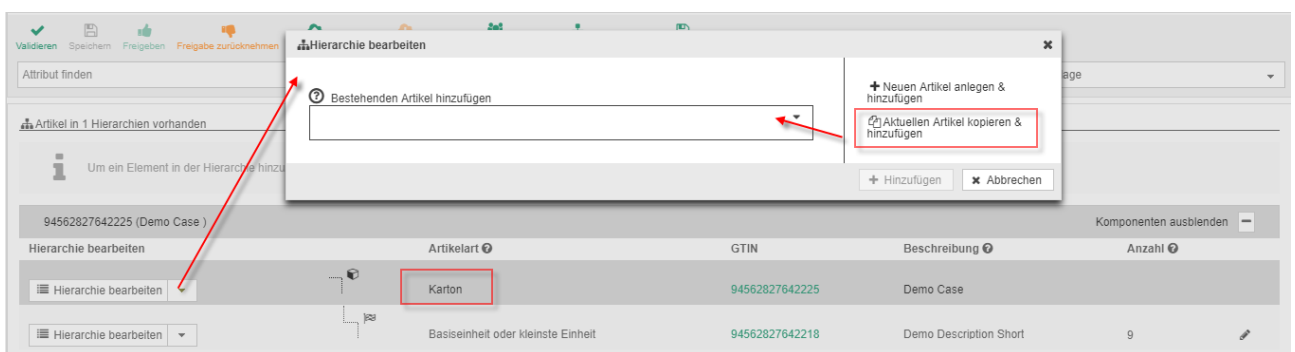 Validieren Speichern Freigeben Freigabe zurücknehmen
Hierarchie bearbeiten
Attribut finden
Bestehenden Artikel hinzufügen
Neuen Artikel anlegen &
hinzufügen
Aktuellen Artikel kopieren &
hinzufügen
Hinzufügen Abbrechen
Artikel in 1 Hierarchien vorhanden
Um ein Element in der Hierarchie
94562827642225 (Demo Case ) Komponenten ausblenden
Hierarchie bearbeiten Artikelart GTIN Beschreibung Anzahl
Hierarchie bearbeiten Karton 94562827642225 Demo Case
Hierarchie bearbeiten Basiseinheit oder kleinste Einheit 94562827642218 Demo Description Short 9